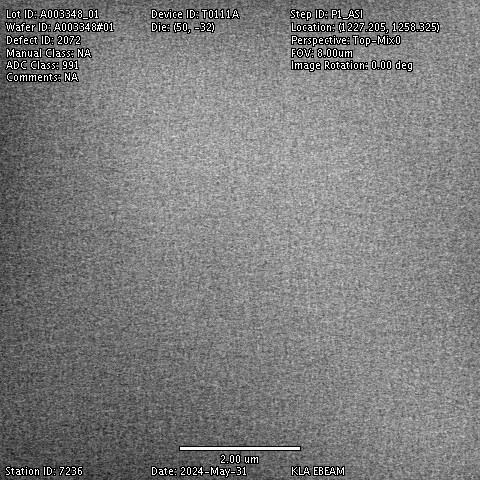 Lot ID: A003348_01
Wafer ID: A003348#01
Defect ID: 2072
Manual Class: NA
ADC Class: 991
Comments: NA
Device ID: T0111A
Die: (50, -32)
Step ID: P1_ASI
Location: (1227.205, 1258.325)
Perspective: Top-Mix0
FOV: 8.00um
Image Rotation: 0.00 deg
2.00 um
Station ID: 7236
Date: 2024-May-31
KLA EBEAM